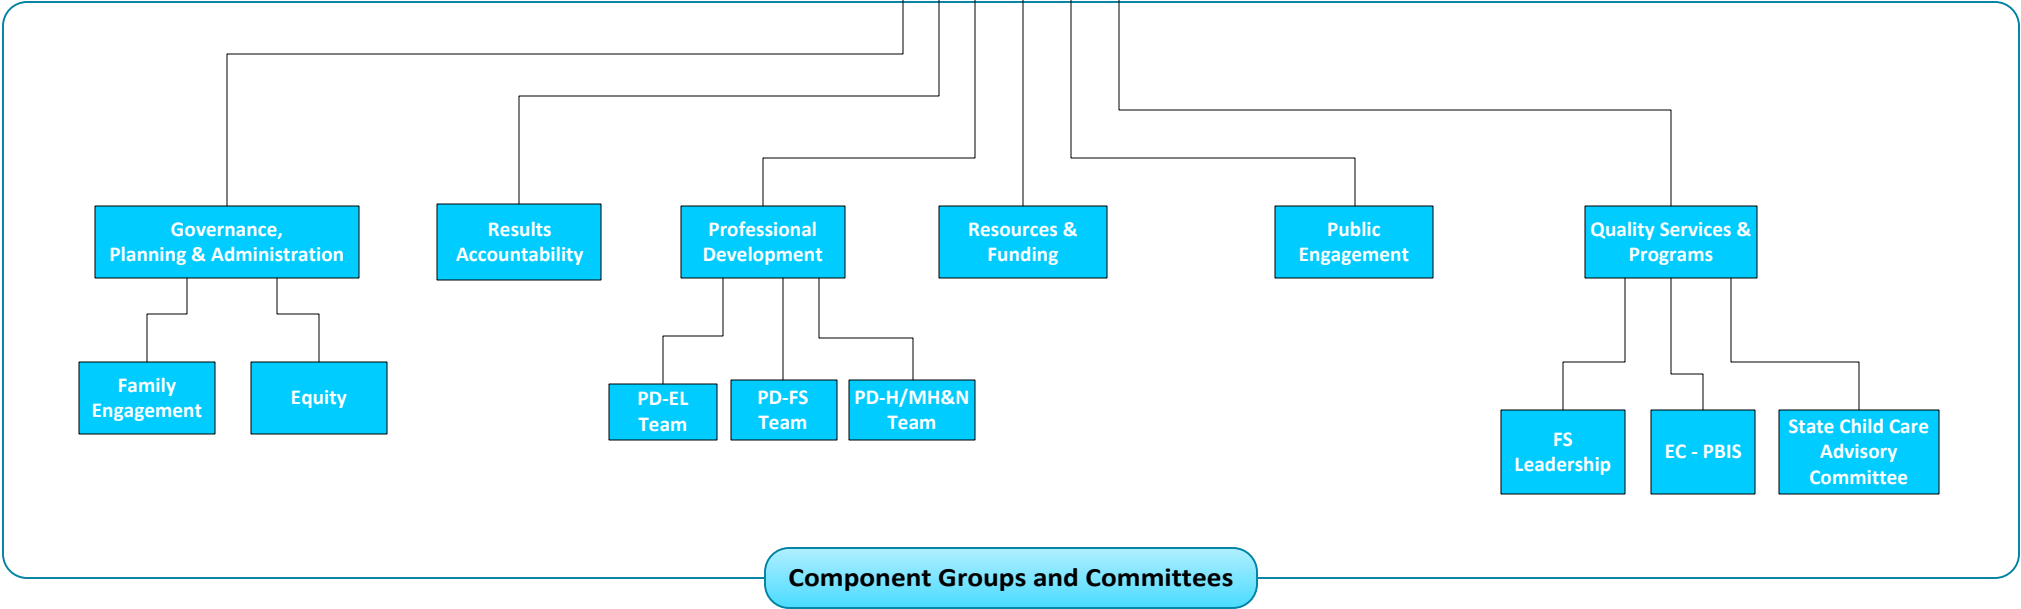 Governance,
Planning & Administration
Results
Accountability
Professional
Development
Resources &
Funding
Public
Engagement
Quality Services &
Programs
Family
Engagement
Equity
PD-EL
Team
PD-FS
Team
PD-H/MH&N
Team
FS
Leadership
EC - PBIS
State Child Care
Advisory
Committee
Component Groups and Committees